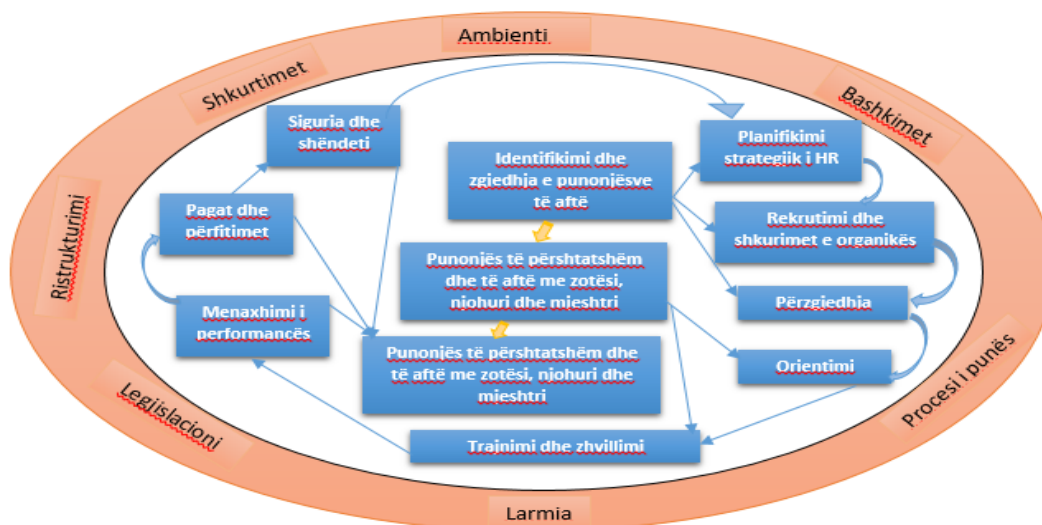 Ambienti
Shkurtimet
Bashkimet
Siguria dhe
shëndeti
Planifikimi
strategjik i HR
Identifikimi dhe
zgjedhja e punonjësve
të aftë
Ristrukturimi
Pagat dhe
përfitimet
Rekrutimi dhe
shkurimet e organikës
Punonjës të përshtatshëm
dhe të aftë me zotësi,
njohuri dhe mjeshtri
Përzgjedhja
Menaxhimi i
performancës
Punonjës të përshtatshëm dhe
të aftë me zotësi, njohuri dhe
mjeshtri
Orientimi
Procesi i punës
Legjislacioni
Trajnimi dhe zhvillimi
Larmia